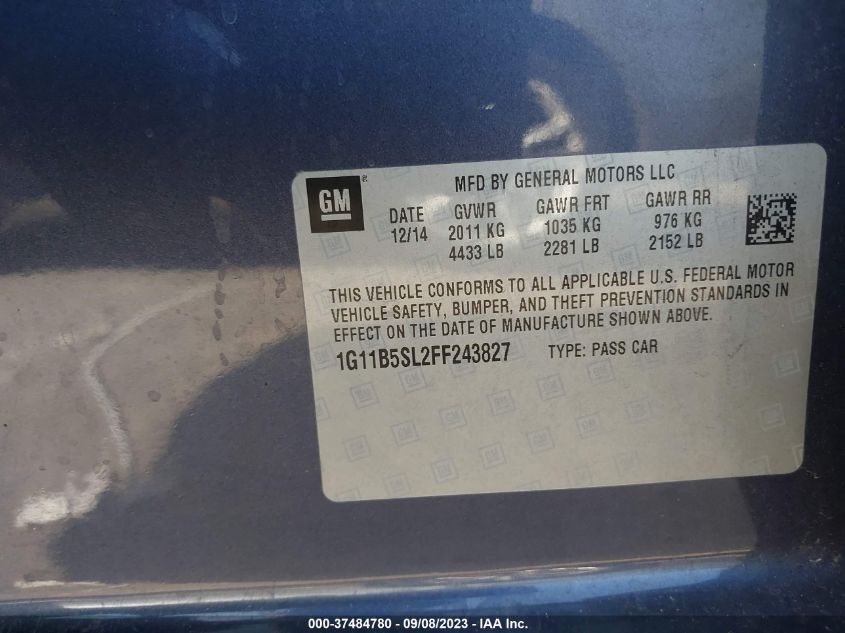 GM
MFD BY GENERAL MOTORS LLC
DATE GVWR GAWR FRT GAWR RR
12/14 2011 KG 1035 KG 976 KG
4433 LB 2281 LB 2152 LB
THIS VEHICLE CONFORMS TO ALL APPLICABLE U.S. FEDERAL MOTOR
VEHICLE SAFETY, BUMPER, AND THEFT PREVENTION STANDARDS IN
EFFECT ON THE DATE OF MANUFACTURE SHOWN ABOVE.
1G11B5SL2FF243827 TYPE: PASS CAR
000-37484780 - 09/08/2023 - IAA Inc.